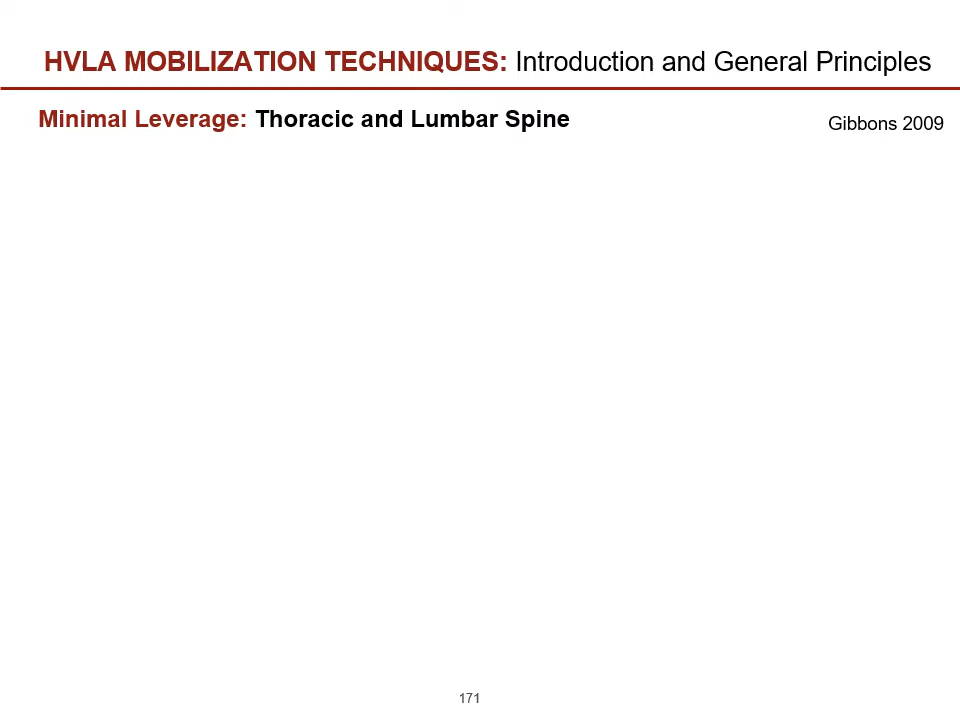 HVLA MOBILIZATION TECHNIQUES: Introduction and General Principles
Minimal Leverage: Thoracic and Lumbar Spine
Gibbons 2009
171